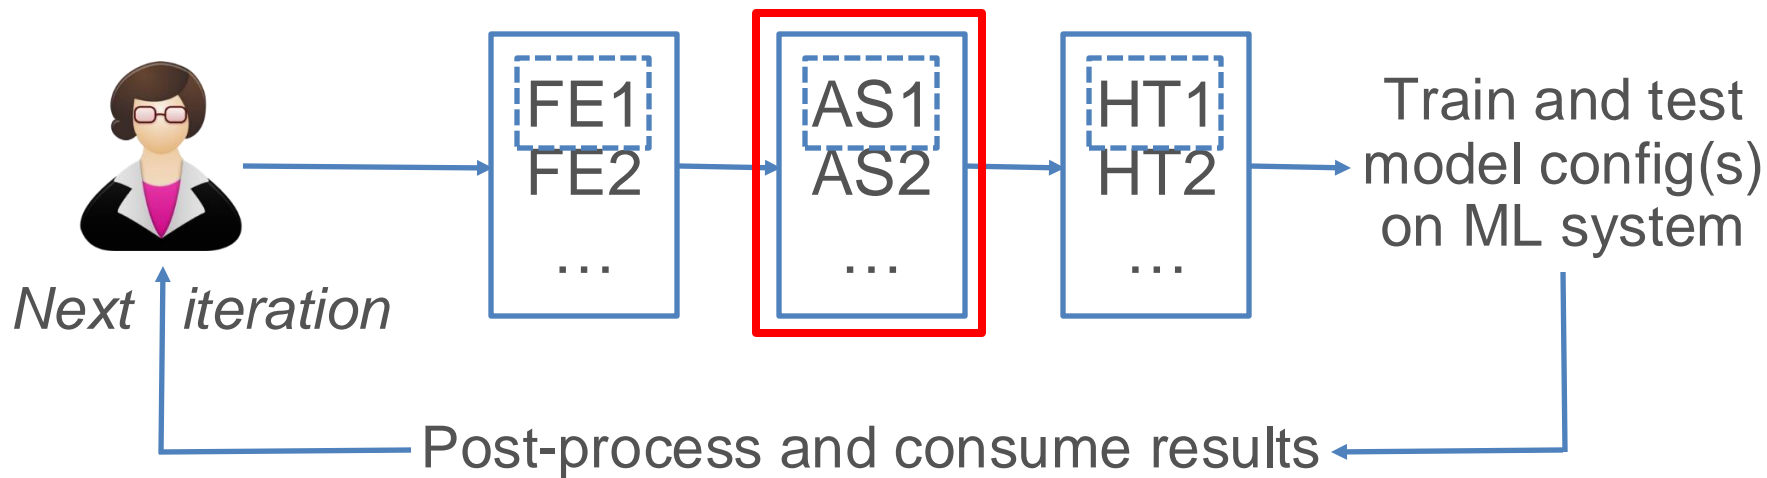 FE1
FE2
…
AS1
AS2
…
HT1
HT2
…
Train and test
model config(s)
on ML system
Next iteration
Post-process and consume results